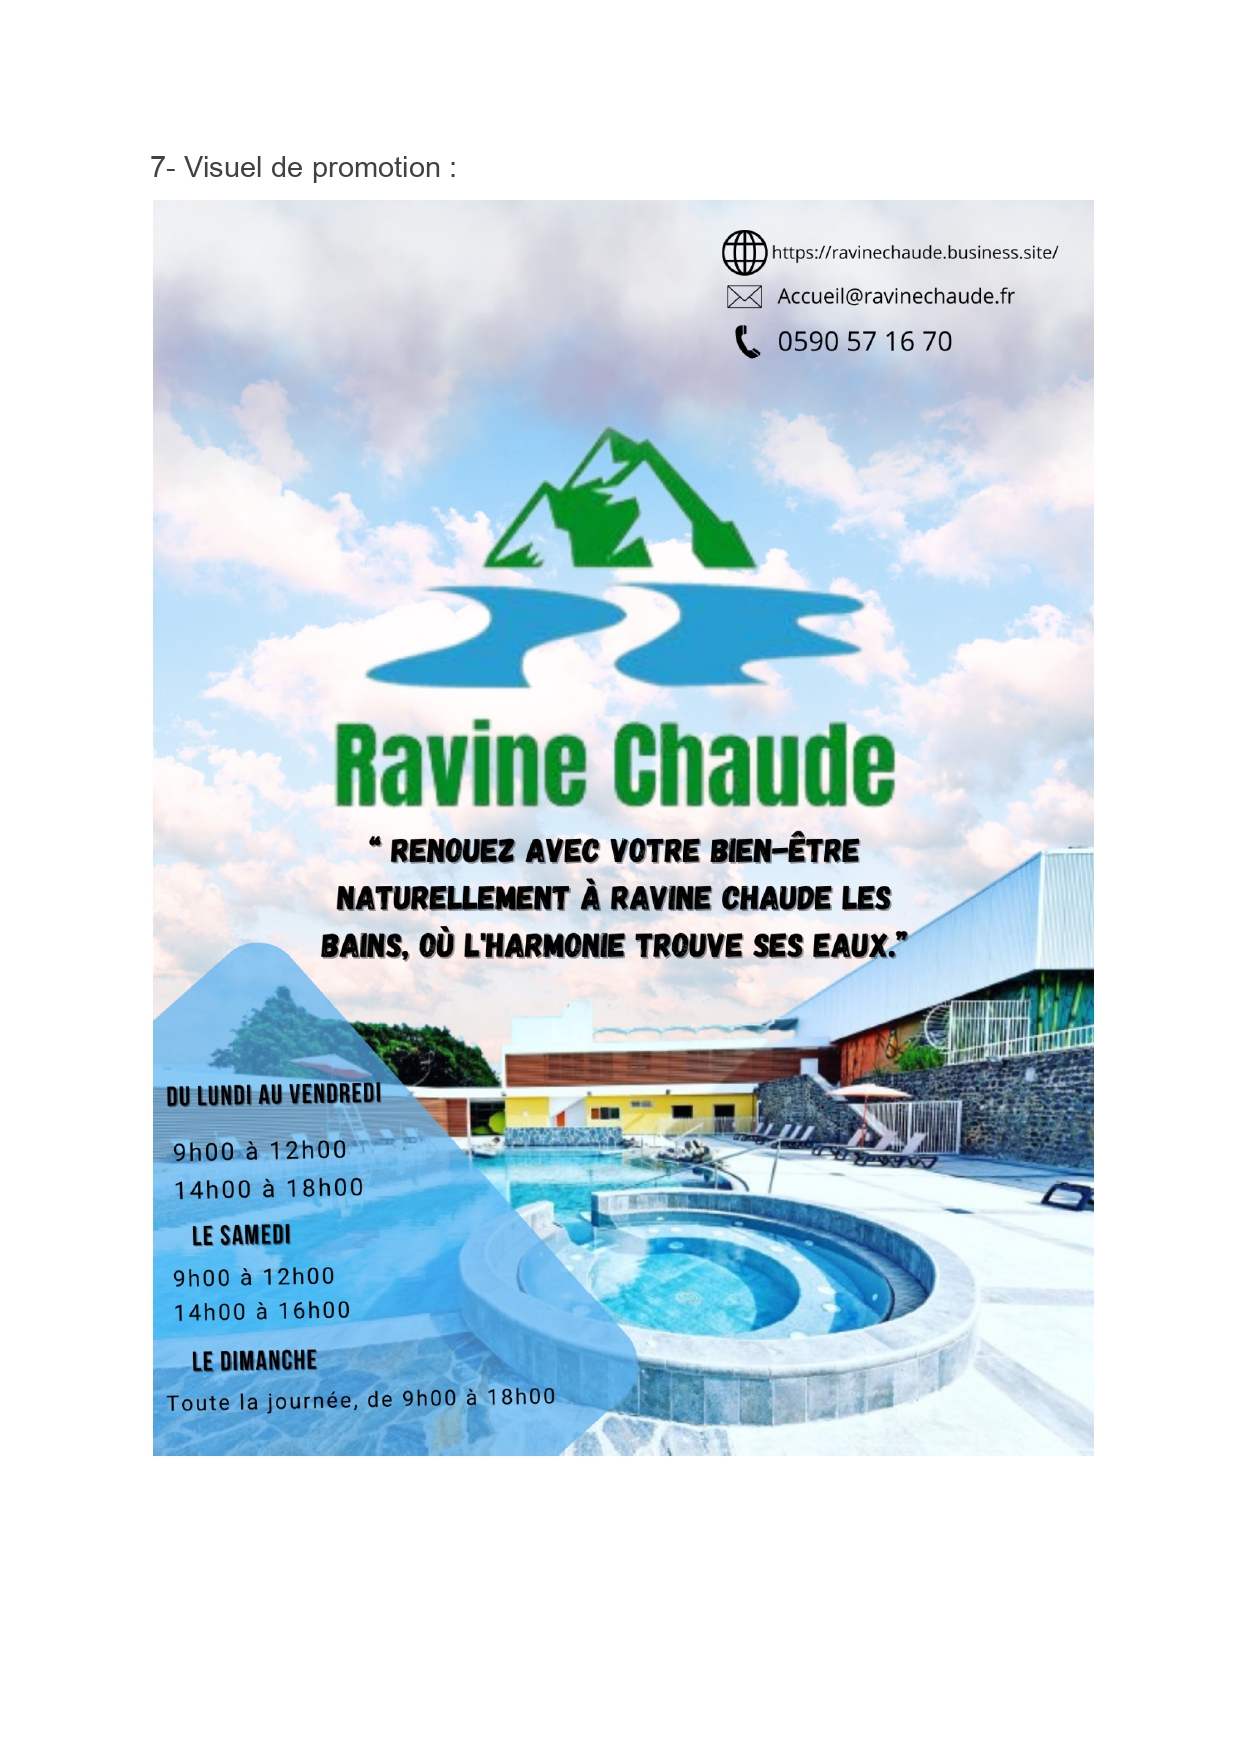 7- Visuel de promotion :
https://ravinechaude.business.site/
Accueil@ravinechaude.fr
0590 57 16 70
Ravine Chaude
“ RENOUEZ AVEC VOTRE BIEN-ÊTRE
NATURELLEMENT À RAVINE CHAUDE LES
BAINS, OÙ L'HARMONIE TROUVE SES EAUX.”
DU LUNDI AU VENDREDI
9h00 à 12h00
14h00 à 18h00
LE SAMEDI
9h00 à 12h00
14h00 à 16h00
LE DIMANCHE
Toute la journée, de 9h00 à 18h00